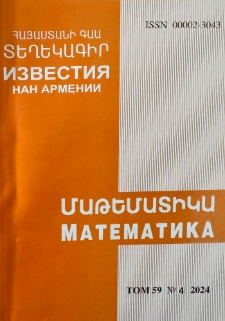 ISSN 00002-3043
ՀԱՅԱՍՏԱՆԻ ԳԱԱ
ՏԵՂԵԿԱԳԻՐ
ИЗВЕСТИЯ
НАН АРМЕНИИ
ՄԱԹԵՄԱՏԻԿԱ
МАТЕМАТИКА
ТОМ 59 № 4 2024